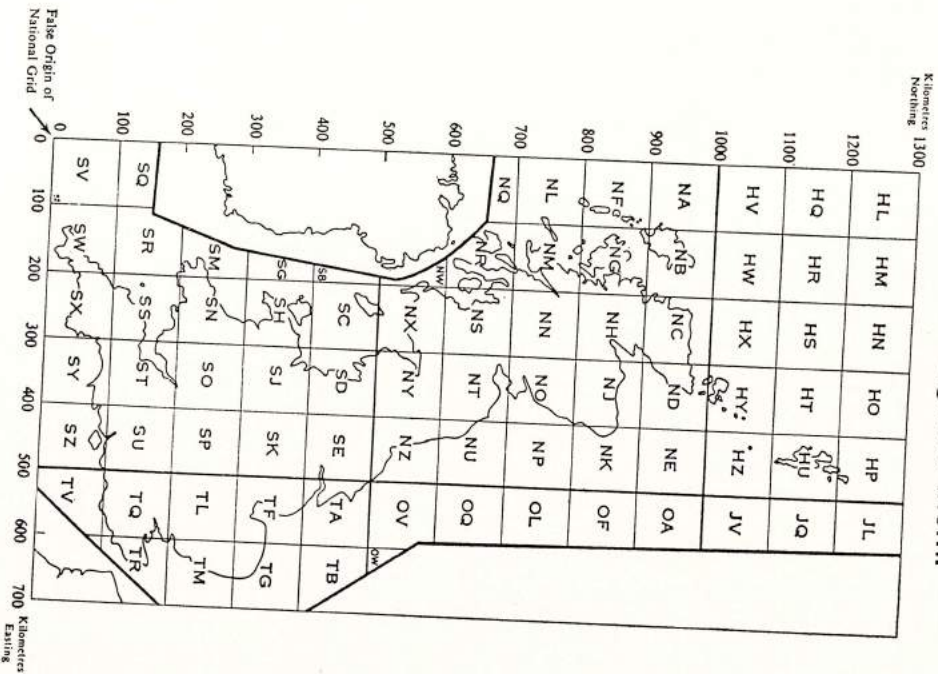 Kilometres
Northing
1300
HL HM HN HO HP JL
1200
HQ HR HS HT HU JQ
1100
HV HW HX HY HZ JV
1000
NA NB NC ND NE OA
900
NF NG NH NJ NK OF
800
NL NM NN NO NP OL
700
NQ NR NS NT NU OQ
600
NW NX NY NZ OV OW
500
SB SC SD SE TA TB
400
SG SH SJ SK TF TG
300
SM SN SO SP TL TM
200
SQ SR SS ST SU TQ TR
100
SV SW SX SY SZ TV
0
0 100 200 300 400 500 600 700
False Origin of
National Grid
Kilometres
Easting